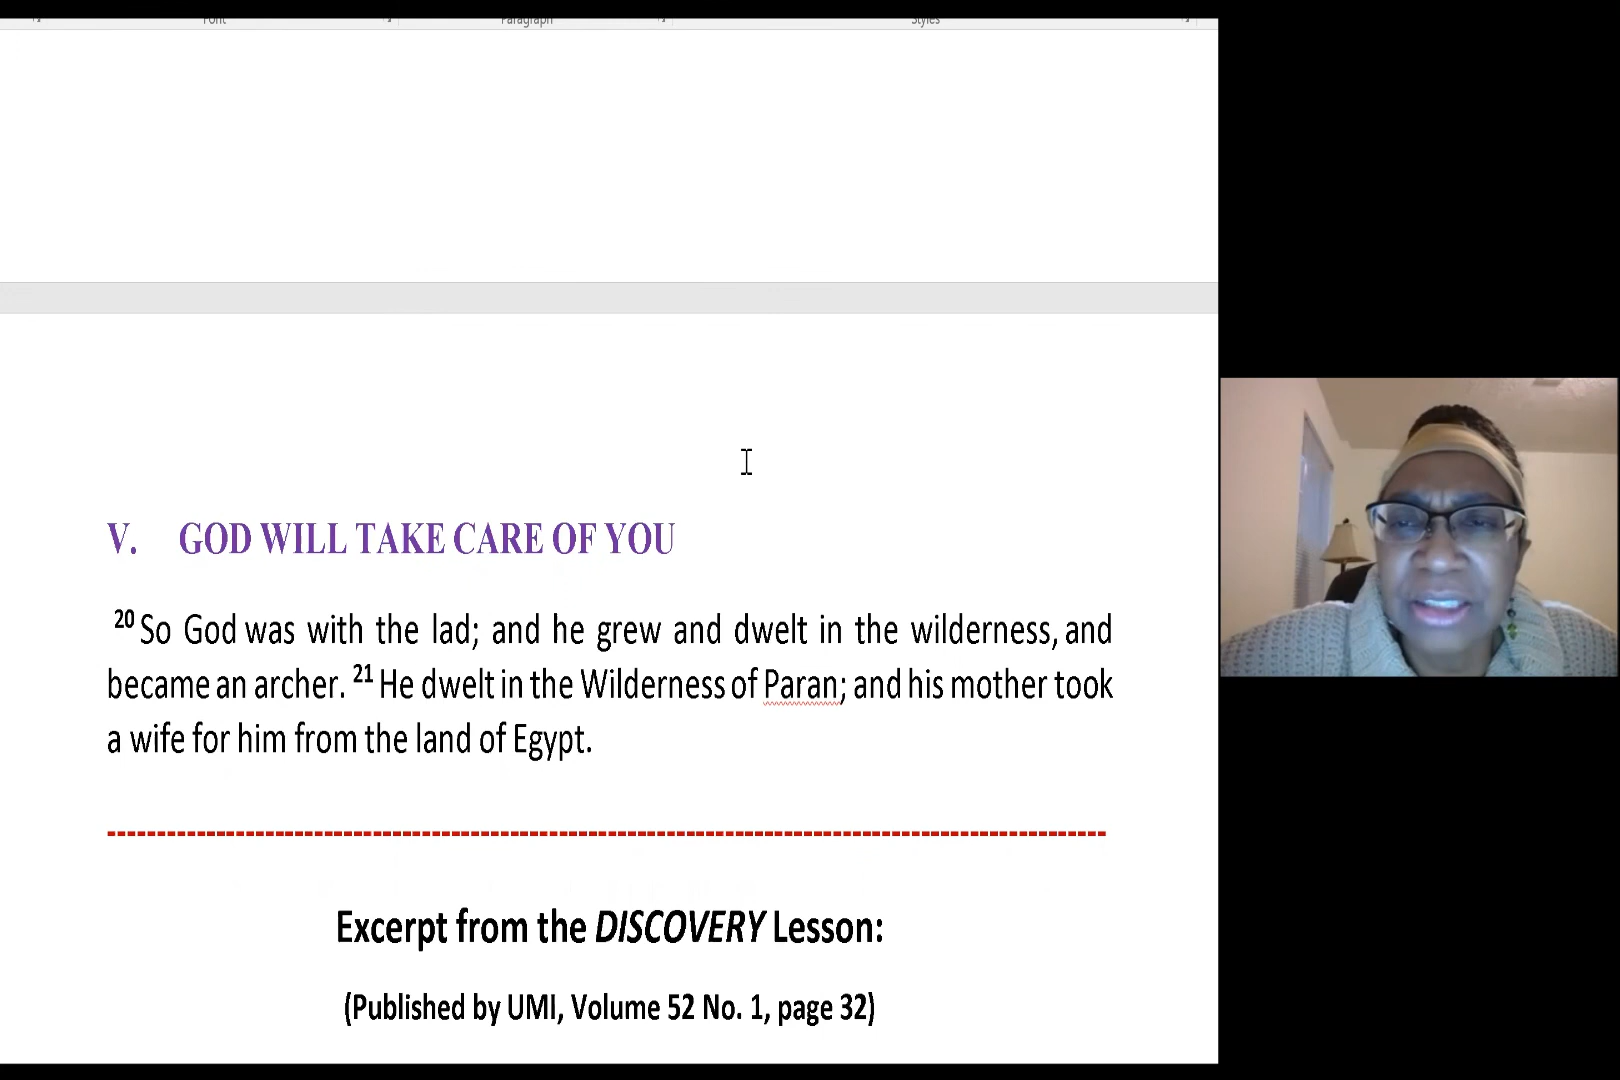 Font Paragraph Styles
V. GOD WILL TAKE CARE OF YOU
20 So God was with the lad; and he grew and dwelt in the wilderness, and
became an archer. 21 He dwelt in the Wilderness of Paran; and his mother took
a wife for him from the land of Egypt.
--------------------------------------------------------------------------------
Excerpt from the DISCOVERY Lesson:
(Published by UMI, Volume 52 No. 1, page 32)